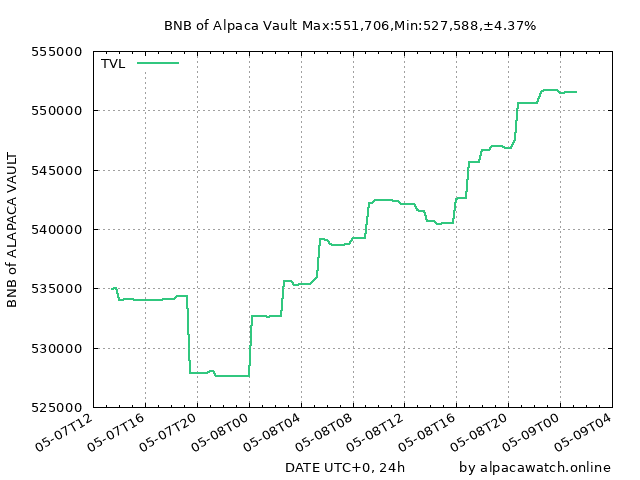 BNB of Alpaca Vault Max:551,706,Min:527,588,±4.37%
TVL
BNB of ALAPACA VAULT
555000
550000
545000
540000
535000
530000
525000
05-07T12
05-07T16
05-07T20
05-08T00
05-08T04
05-08T08
05-08T12
05-08T16
05-08T20
05-09T00
05-09T04
DATE UTC+0, 24h
by alpacawatch.online